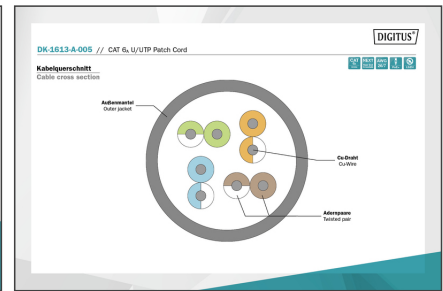 DIGITUS®
DK-1613-A-005 // CAT 6A U/UTP Patch Cord
Kabelquerschnitt
Cable cross section
Außenmantel
Outer jacket
Cu-Draht
Cu-Wire
Adernpaare
Twisted pair